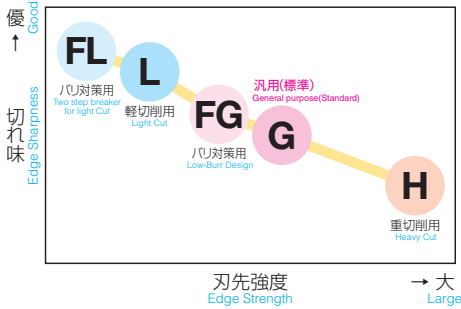 優
↑
Good
切れ味
Edge Sharpness
FL
バリ対策用
Two step breaker
for light Cut
L
軽切削用
Light Cut
FG
バリ対策用
Low-Burr Design
汎用(標準)
General purpose(Standard)
G
H
重切削用
Heavy Cut
刃先強度
Edge Strength
→ 大
Large